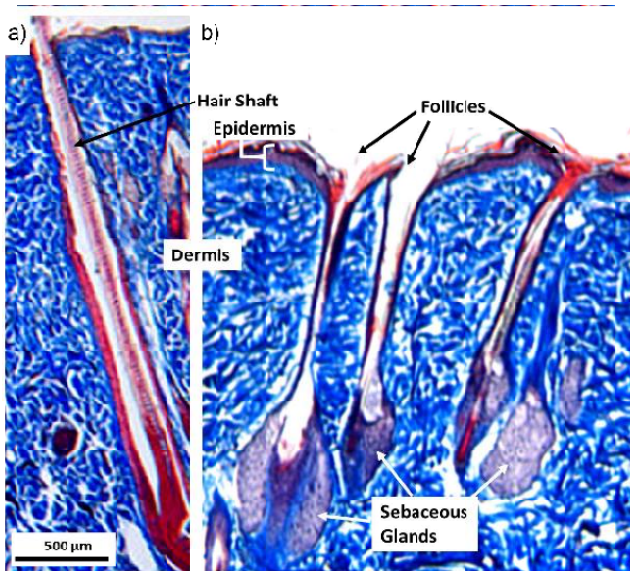 a)
b)
Hair Shaft
Follicles
Epidermis
Dermis
Sebaceous
Glands
500 µm